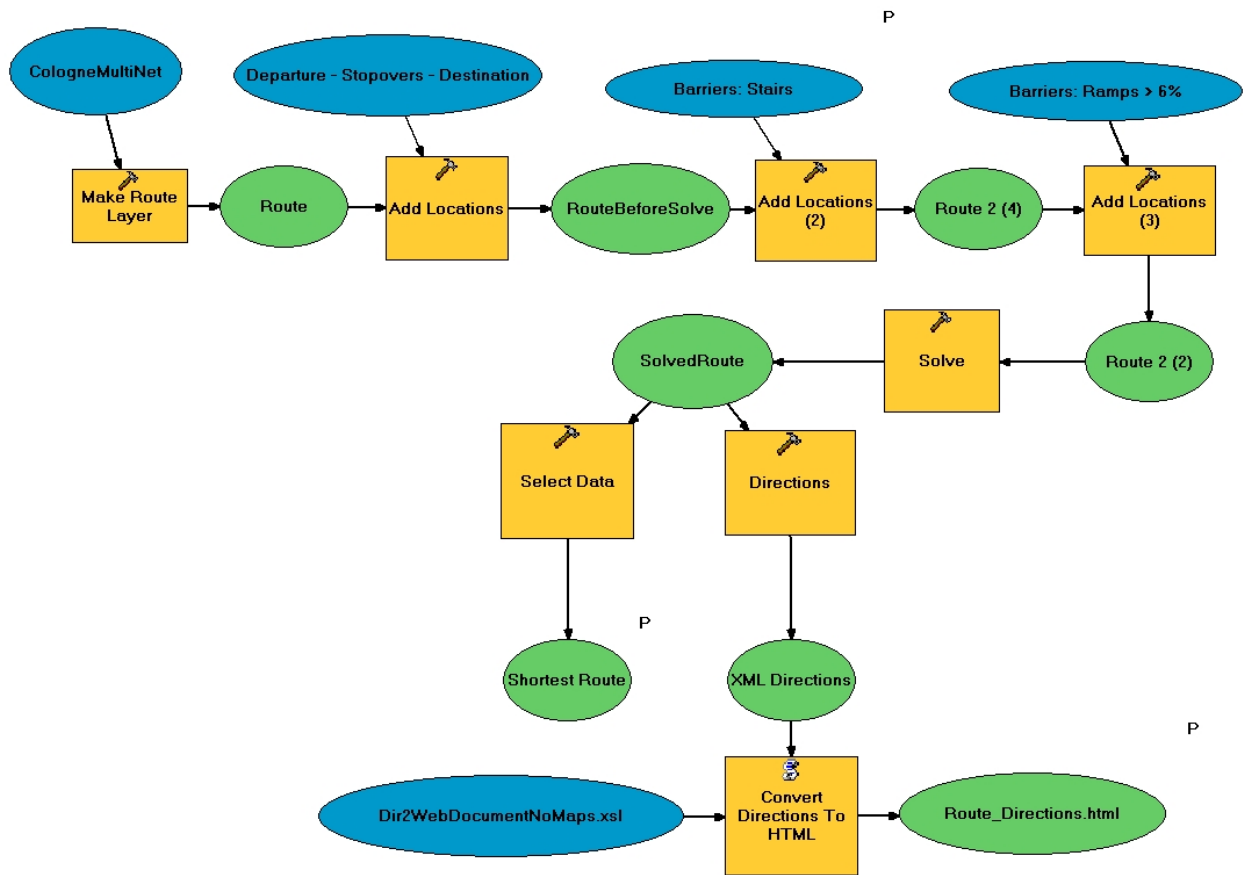 P
CologneMultiNet
Departure - Stopovers - Destination
Barriers: Stairs
Barriers: Ramps > 6%
Make Route
Layer
Route
Add Locations
RouteBeforeSolve
Add Locations
(2)
Route 2 (4)
Add Locations
(3)
SolvedRoute
Solve
Route 2 (2)
Select Data
Directions
P
Shortest Route
XML Directions
P
Dir2WebDocumentNoMaps.xsl
Convert
Directions To
HTML
Route_Directions.html